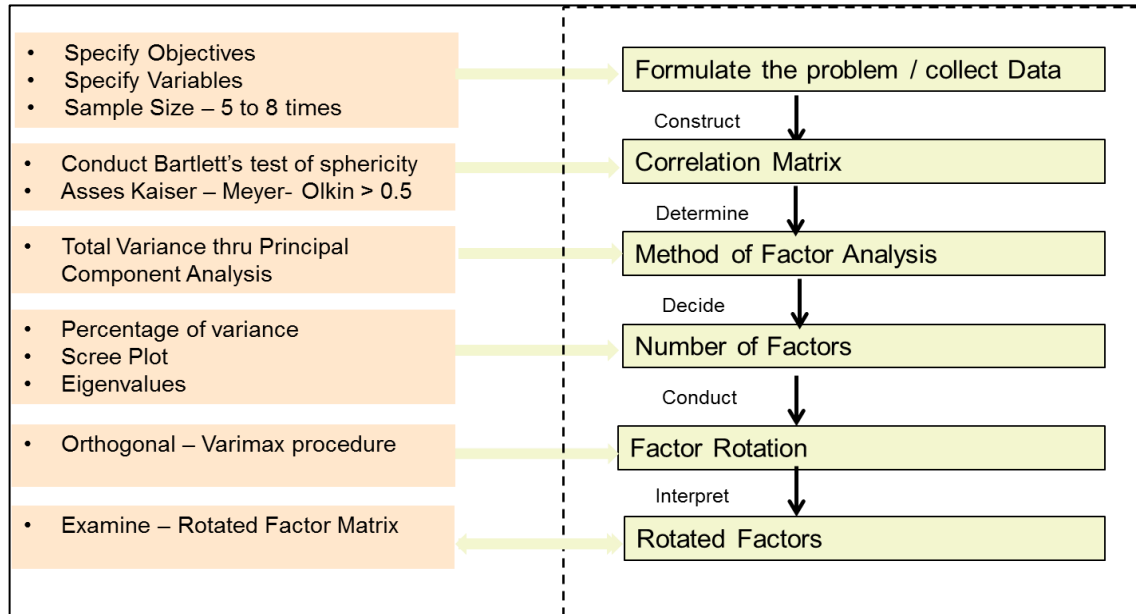 • Specify Objectives
• Specify Variables
• Sample Size – 5 to 8 times
Formulate the problem / collect Data
Construct
• Conduct Bartlett’s test of sphericity
• Asses Kaiser – Meyer- Olkin > 0.5
Correlation Matrix
Determine
• Total Variance thru Principal
Component Analysis
Method of Factor Analysis
Decide
• Percentage of variance
• Scree Plot
• Eigenvalues
Number of Factors
Conduct
• Orthogonal – Varimax procedure
Factor Rotation
Interpret
• Examine – Rotated Factor Matrix
Rotated Factors